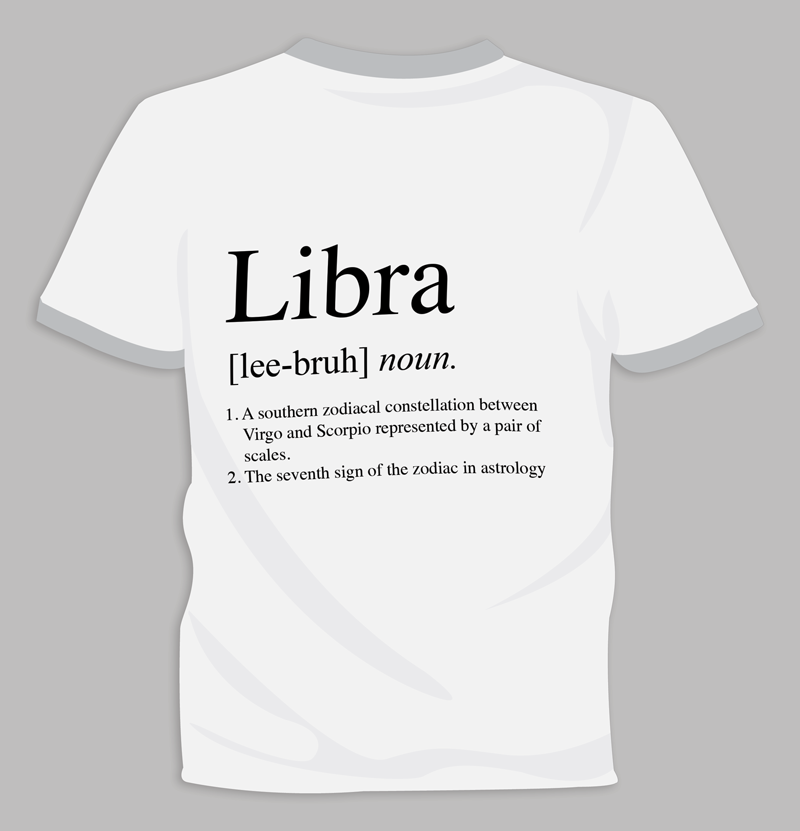 Libra
[lee-bruh] noun.
1. A southern zodiacal constellation between
Virgo and Scorpio represented by a pair of
scales.
2. The seventh sign of the zodiac in astrology